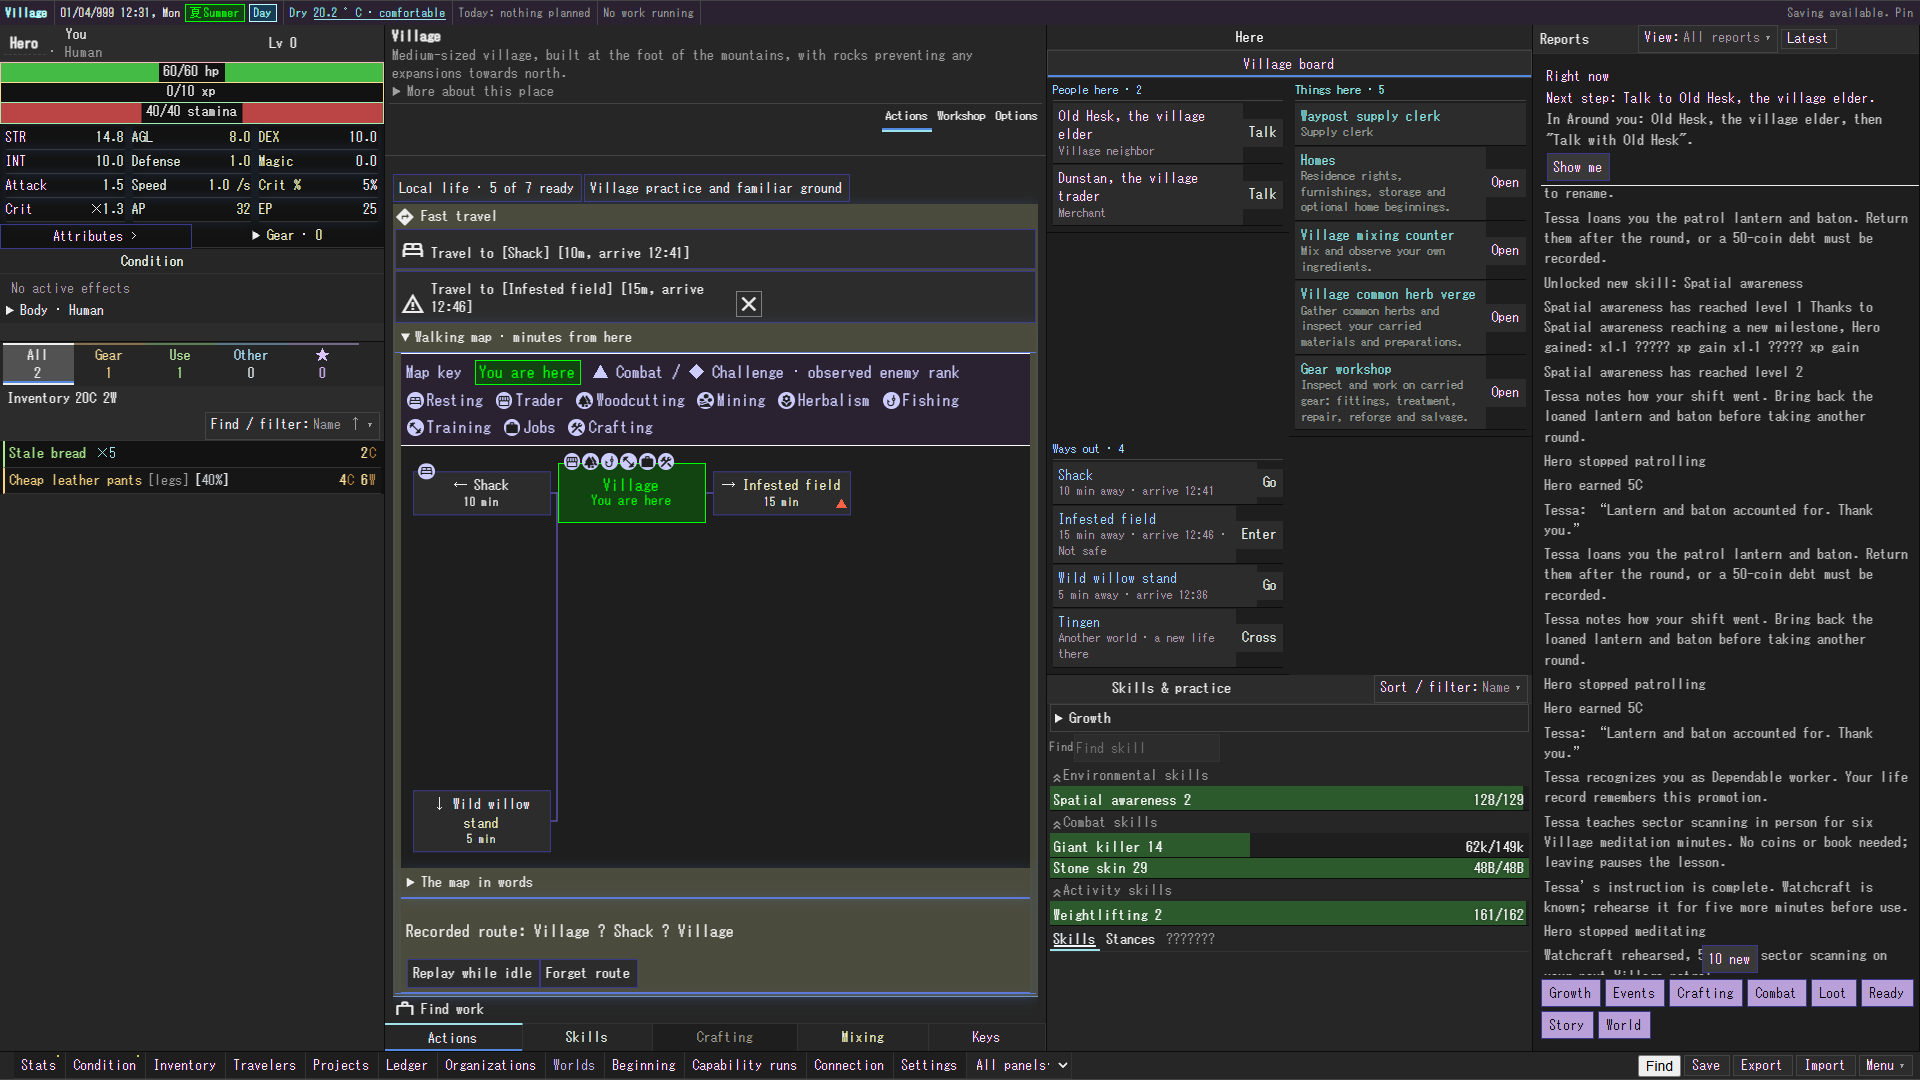 Village 01/04/999 12:31, Mon 夏Summer Day Dry 20.2 ° C · comfortable Today: nothing planned No work running Saving available. Pin
Hero · You
Human
Lv 0
60/60 hp
0/10 xp
40/40 stamina
STR 14.8 AGL 8.0 DEX 10.0
INT 10.0 Defense 1.0 Magic 0.0
Attack 1.5 Speed 1.0 /s Crit % 5%
Crit ×1.3 AP 32 EP 25
Attributes > ▶ Gear · 0
Condition
No active effects
▶ Body · Human
All Gear Use Other ★
2 1 1 0 0
Inventory 20C 2W
Find / filter: Name ↑ ▾
Stale bread ×5 2C
Cheap leather pants [legs] [40%] 4C 6W
Village
Medium-sized village, built at the foot of the mountains, with rocks preventing any
expansions towards north.
▶ More about this place
Actions Workshop Options
Local life · 5 of 7 ready Village practice and familiar ground
Fast travel
Travel to [Shack] [10m, arrive 12:41]
Travel to [Infested field] [15m, arrive
12:46]
▼ Walking map · minutes from here
Map key You are here ▲ Combat / ◆ Challenge · observed enemy rank
Resting Trader Woodcutting Mining Herbalism Fishing
Training Jobs Crafting
← Shack
10 min
Village
You are here
→ Infested field
15 min
↓ Wild willow
stand
5 min
▶ The map in words
Recorded route: Village ? Shack ? Village
Replay while idle Forget route
Find work
Actions Skills Crafting Mixing Keys
Here
Village board
People here · 2
Old Hesk, the village
elder
Village neighbor
Talk
Dunstan, the village
trader
Merchant
Talk
Things here · 5
Waypost supply clerk
Supply clerk
Homes
Residence rights,
furnishings, storage and
optional home beginnings.
Open
Village mixing counter
Mix and observe your own
ingredients.
Open
Village common herb verge
Gather common herbs and
inspect your carried
materials and preparations.
Open
Gear workshop
Inspect and work on carried
gear: fittings, treatment,
repair, reforge and salvage.
Open
Ways out · 4
Shack
10 min away · arrive 12:41
Go
Infested field
15 min away · arrive 12:46 ·
Not safe
Enter
Wild willow stand
5 min away · arrive 12:36
Go
Tingen
Another world · a new life
there
Cross
Skills & practice Sort / filter: Name ▾
▶ Growth
Find Find skill
Environmental skills
Spatial awareness 2 128/129
Combat skills
Giant killer 14 62k/149k
Stone skin 29 48B/48B
Activity skills
Weightlifting 2 161/162
Skills Stances ???????
Reports View: All reports ▾ Latest
Right now
Next step: Talk to Old Hesk, the village elder.
In Around you: Old Hesk, the village elder, then
"Talk with Old Hesk".
Show me
to rename.
Tessa loans you the patrol lantern and baton. Return
them after the round, or a 50-coin debt must be
recorded.
Unlocked new skill: Spatial awareness
Spatial awareness has reached level 1 Thanks to
Spatial awareness reaching a new milestone, Hero
gained: x1.1 ????? xp gain x1.1 ????? xp gain
Spatial awareness has reached level 2
Tessa notes how your shift went. Bring back the
loaned lantern and baton before taking another
round.
Hero stopped patrolling
Hero earned 5C
Tessa: “Lantern and baton accounted for. Thank
you.”
Tessa loans you the patrol lantern and baton. Return
them after the round, or a 50-coin debt must be
recorded.
Tessa notes how your shift went. Bring back the
loaned lantern and baton before taking another
round.
Hero stopped patrolling
Hero earned 5C
Tessa: “Lantern and baton accounted for. Thank
you.”
Tessa recognizes you as Dependable worker. Your life
record remembers this promotion.
Tessa teaches sector scanning in person for six
Village meditation minutes. No coins or book needed;
leaving pauses the lesson.
Tessa’s instruction is complete. Watchcraft is
known; rehearse it for five more minutes before use.
Hero stopped meditating
Watchcraft rehearsed, 10 new sector scanning on
Growth Events Crafting Combat Loot Ready
Story World
Stats Condition Inventory Travelers Projects Ledger Organizations Worlds Beginning Capability runs Connection Settings All panels Find Save Export Import Menu